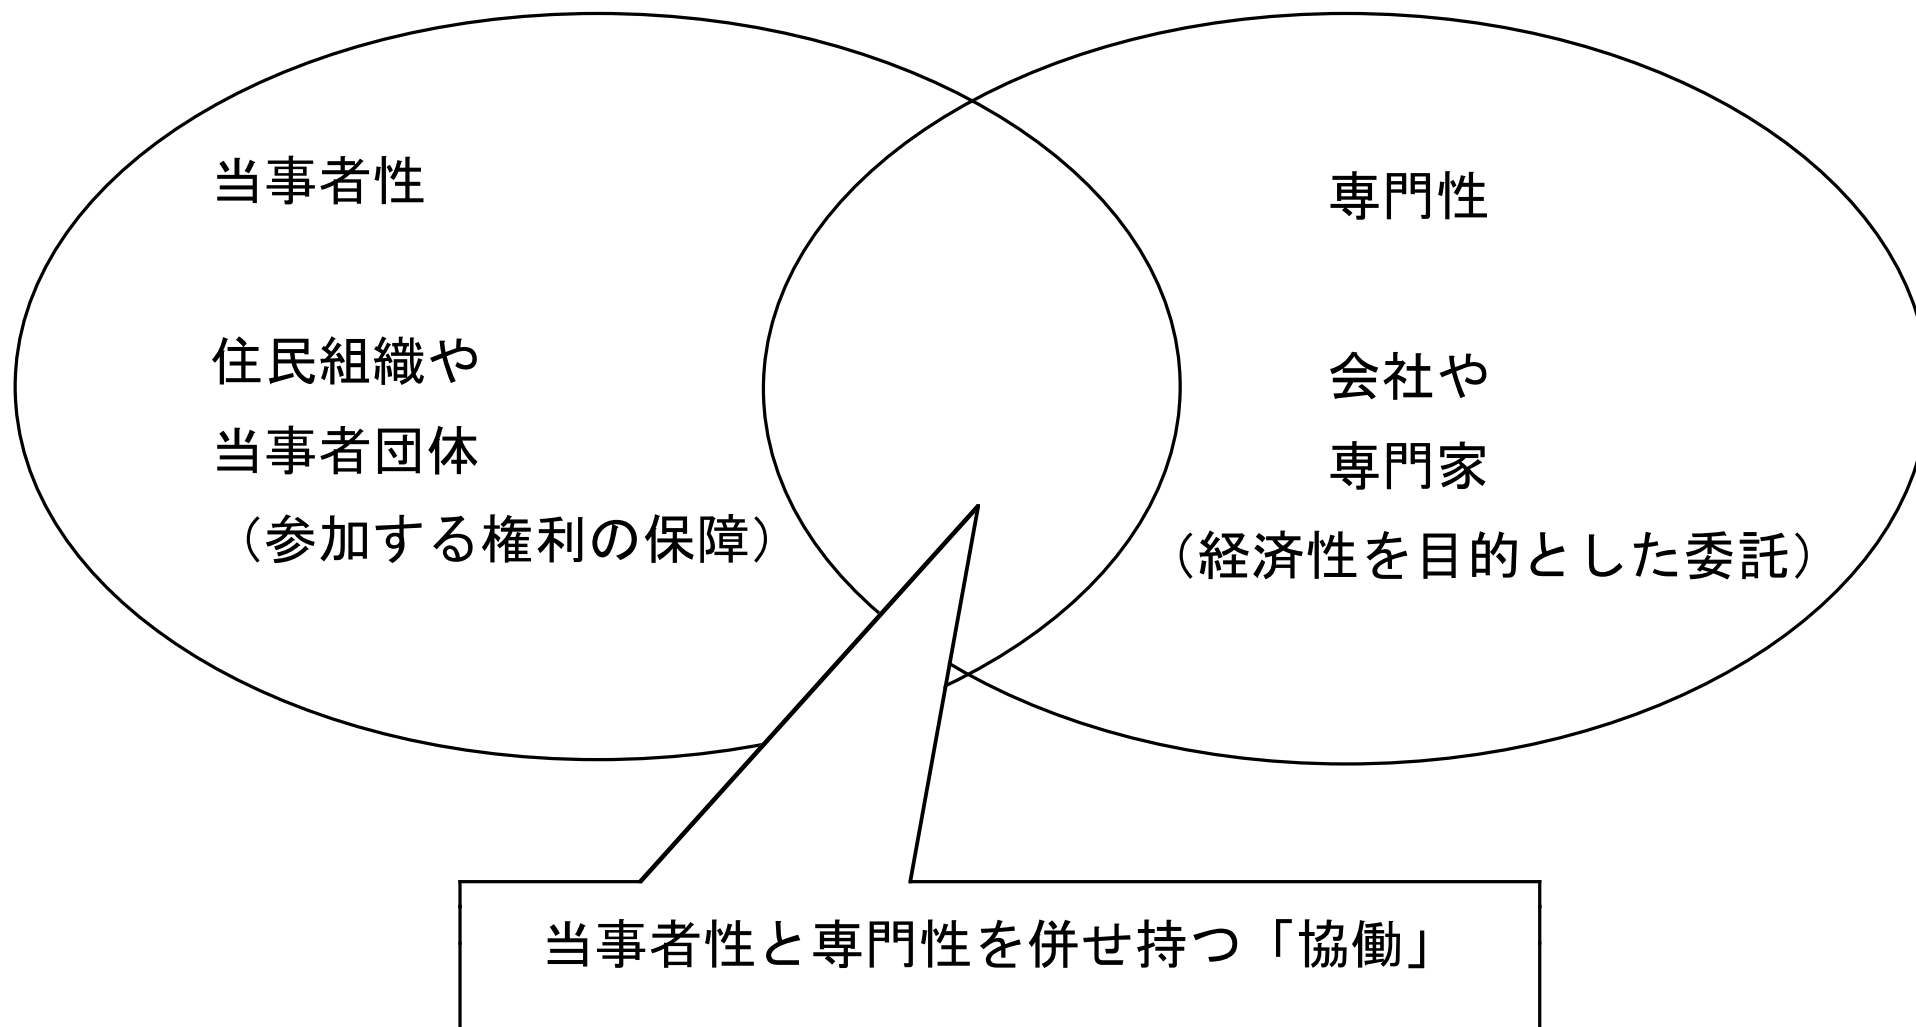 当事者性
住民組織や
当事者団体
（参加する権利の保障）
専門性
会社や
専門家
（経済性を目的とした委託）
当事者性と専門性を併せ持つ「協働」